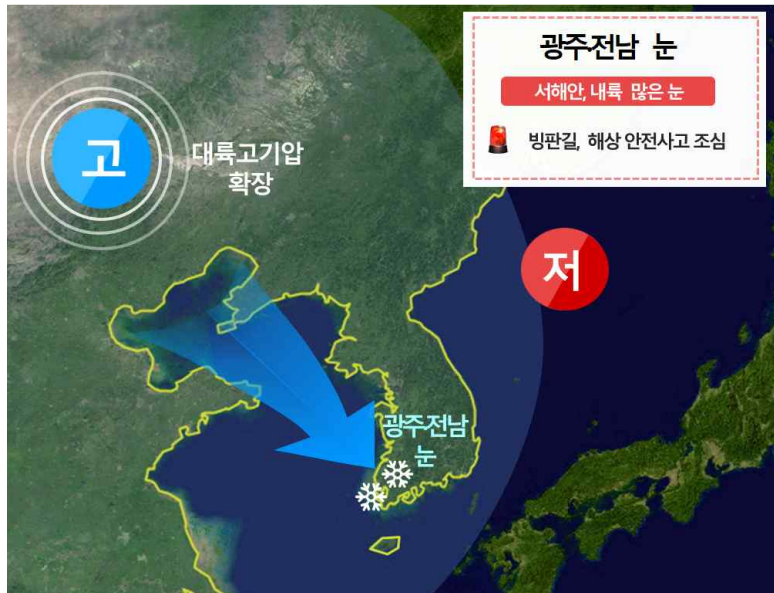 광주·전남 눈
서해안, 내륙 많은 눈
빙판길, 해상 안전사고 조심
고
대륙고기압
확장
저
광주·전남
눈